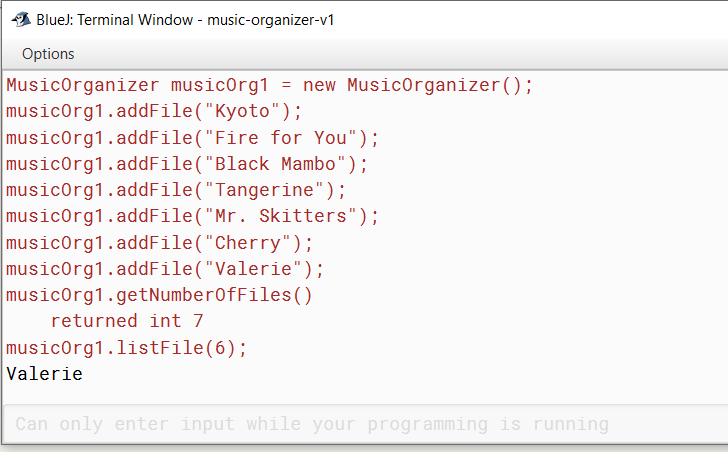 BlueJ: Terminal Window - music-organizer-v1
Options
MusicOrganizer musicOrg1 = new MusicOrganizer();
musicOrg1.addFile("Kyoto");
musicOrg1.addFile("Fire for You");
musicOrg1.addFile("Black Mambo");
musicOrg1.addFile("Tangerine");
musicOrg1.addFile("Mr. Skitters");
musicOrg1.addFile("Cherry");
musicOrg1.addFile("Valerie");
musicOrg1.getNumberOfFiles()
    returned int 7
musicOrg1.listFile(6);
Valerie
Can only enter input while your programming is running